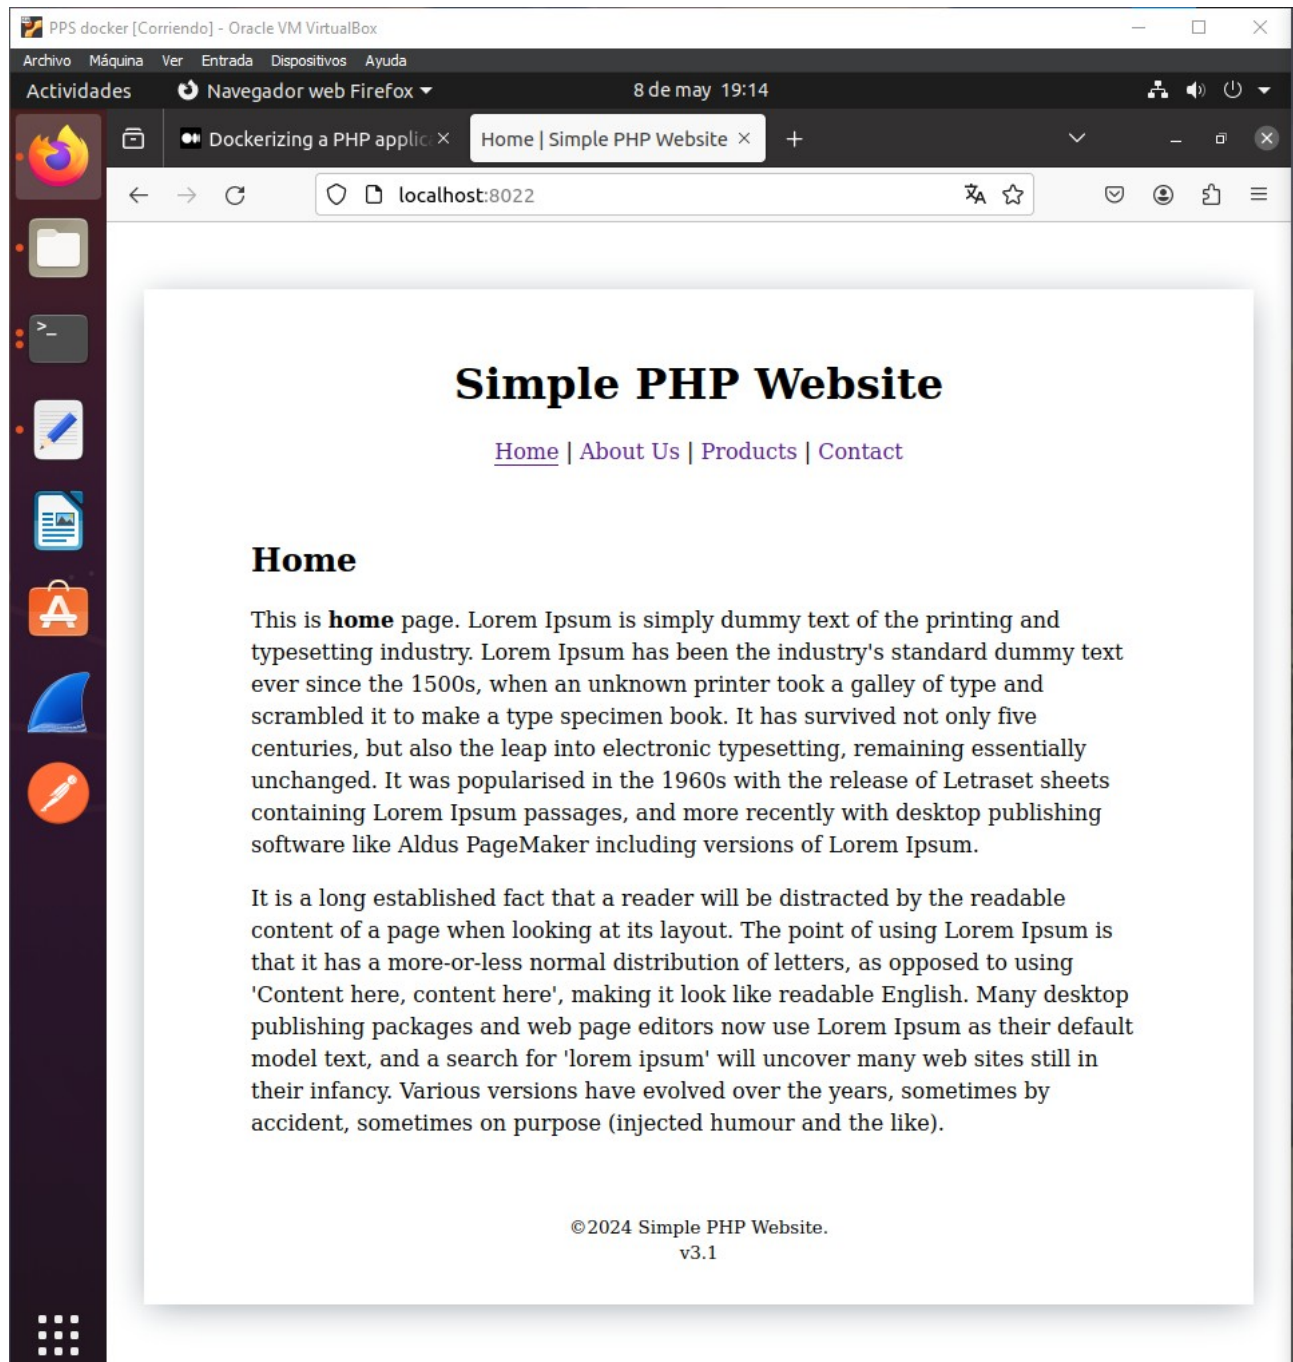 PPS docker [Corriendo] - Oracle VM VirtualBox
Archivo Máquina Ver Entrada Dispositivos Ayuda
Actividades Navegador web Firefox 8 de may 19:14
Dockerizing a PHP applic Home | Simple PHP Website
localhost:8022
Simple PHP Website
Home | About Us | Products | Contact
Home
This is home page. Lorem Ipsum is simply dummy text of the printing and
typesetting industry. Lorem Ipsum has been the industry's standard dummy text
ever since the 1500s, when an unknown printer took a galley of type and
scrambled it to make a type specimen book. It has survived not only five
centuries, but also the leap into electronic typesetting, remaining essentially
unchanged. It was popularised in the 1960s with the release of Letraset sheets
containing Lorem Ipsum passages, and more recently with desktop publishing
software like Aldus PageMaker including versions of Lorem Ipsum.
It is a long established fact that a reader will be distracted by the readable
content of a page when looking at its layout. The point of using Lorem Ipsum is
that it has a more-or-less normal distribution of letters, as opposed to using
'Content here, content here', making it look like readable English. Many desktop
publishing packages and web page editors now use Lorem Ipsum as their default
model text, and a search for 'lorem ipsum' will uncover many web sites still in
their infancy. Various versions have evolved over the years, sometimes by
accident, sometimes on purpose (injected humour and the like).
©2024 Simple PHP Website.
v3.1